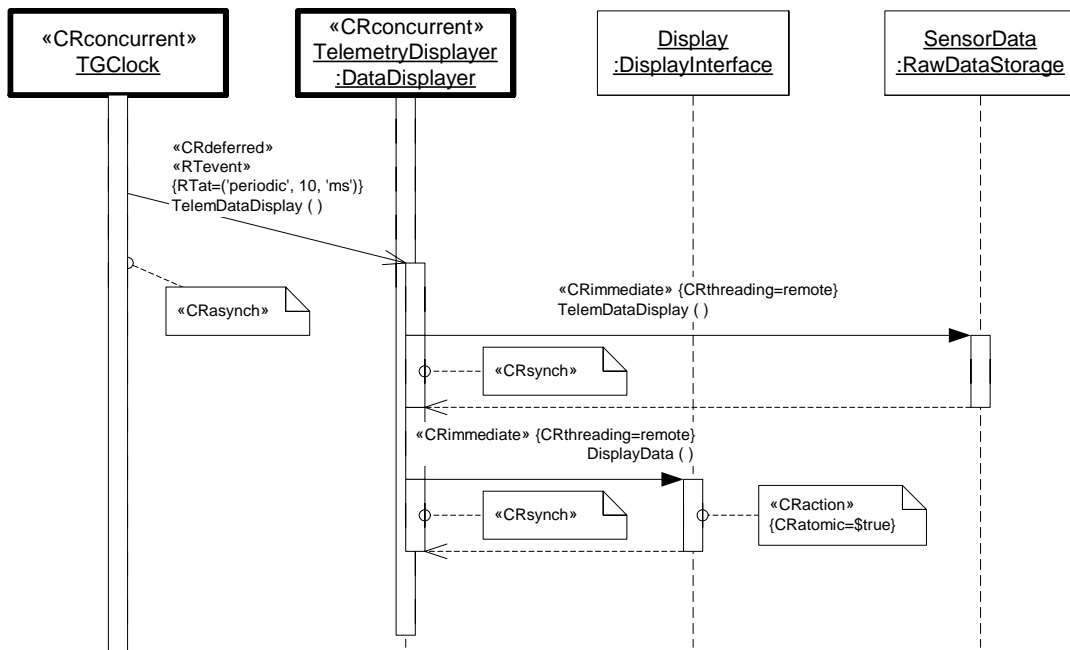 «CRconcurrent»
TGClock
«CRconcurrent»
TelemetryDisplayer
:DataDisplayer
Display
:DisplayInterface
SensorData
:RawDataStorage
«CRdeferred»
«RTevent»
{RTat=('periodic', 10, 'ms')}
TelemDataDisplay ( )
«CRasynch»
«CRimmediate» {CRthreading=remote}
TelemDataDisplay ( )
«CRsynch»
«CRimmediate» {CRthreading=remote}
DisplayData ( )
«CRsynch»
«CRaction»
{CRatomic=$true}